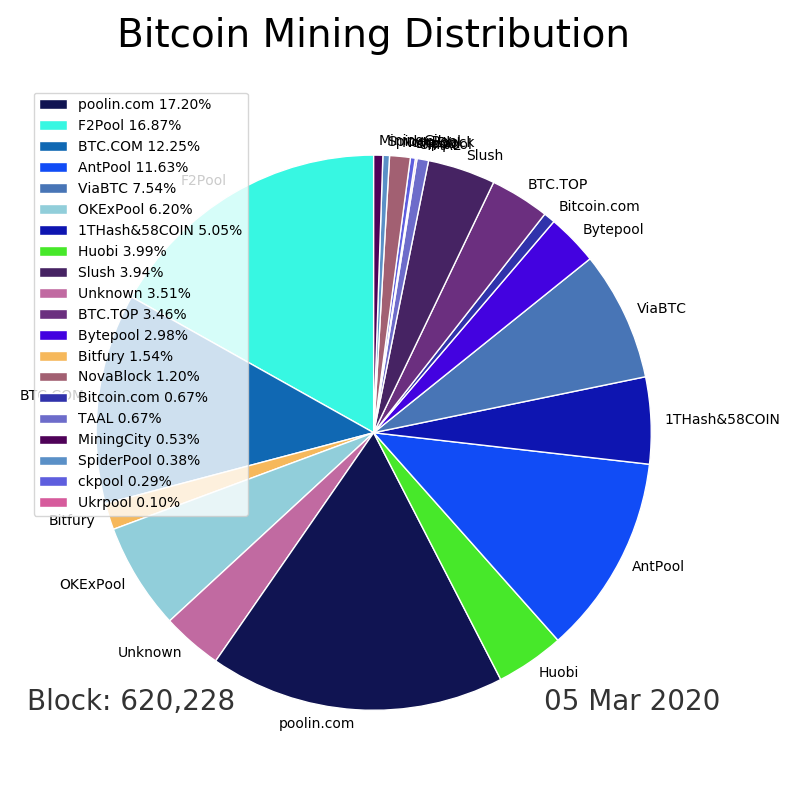 Bitcoin Mining Distribution
poolin.com 17.20%
F2Pool 16.87%
BTC.COM 12.25%
AntPool 11.63%
ViaBTC 7.54%
OKExPool 6.20%
1THash&58COIN 5.05%
Huobi 3.99%
Slush 3.94%
Unknown 3.51%
BTC.TOP 3.46%
Bytepool 2.98%
Bitfury 1.54%
NovaBlock 1.20%
Bitcoin.com 0.67%
TAAL 0.67%
MiningCity 0.53%
SpiderPool 0.38%
ckpool 0.29%
Ukrpool 0.10%
MiningCity
Slush
BTC.TOP
Bitcoin.com
Bytepool
ViaBTC
1THash&58COIN
AntPool
Huobi
poolin.com
Unknown
OKExPool
Bitfury
BTC.COM
F2Pool
Block: 620,228
05 Mar 2020